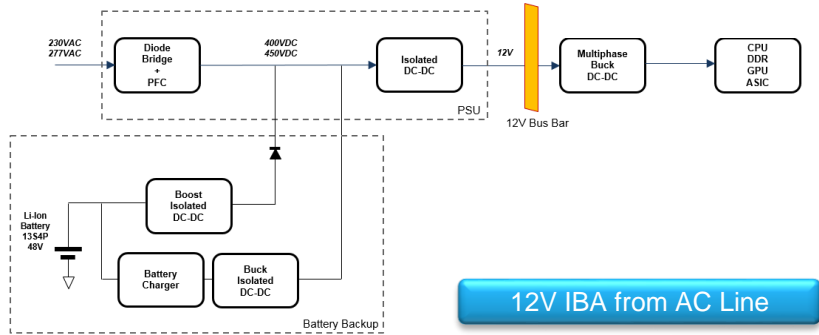 230VAC
277VAC
Diode
Bridge
+
PFC
400VDC
450VDC
Isolated
DC-DC
PSU
12V
12V Bus Bar
Multiphase
Buck
DC-DC
CPU
DDR
GPU
ASIC
Li-Ion
Battery
13S4P
48V
Boost
Isolated
DC-DC
Battery
Charger
Buck
Isolated
DC-DC
Battery Backup
12V IBA from AC Line